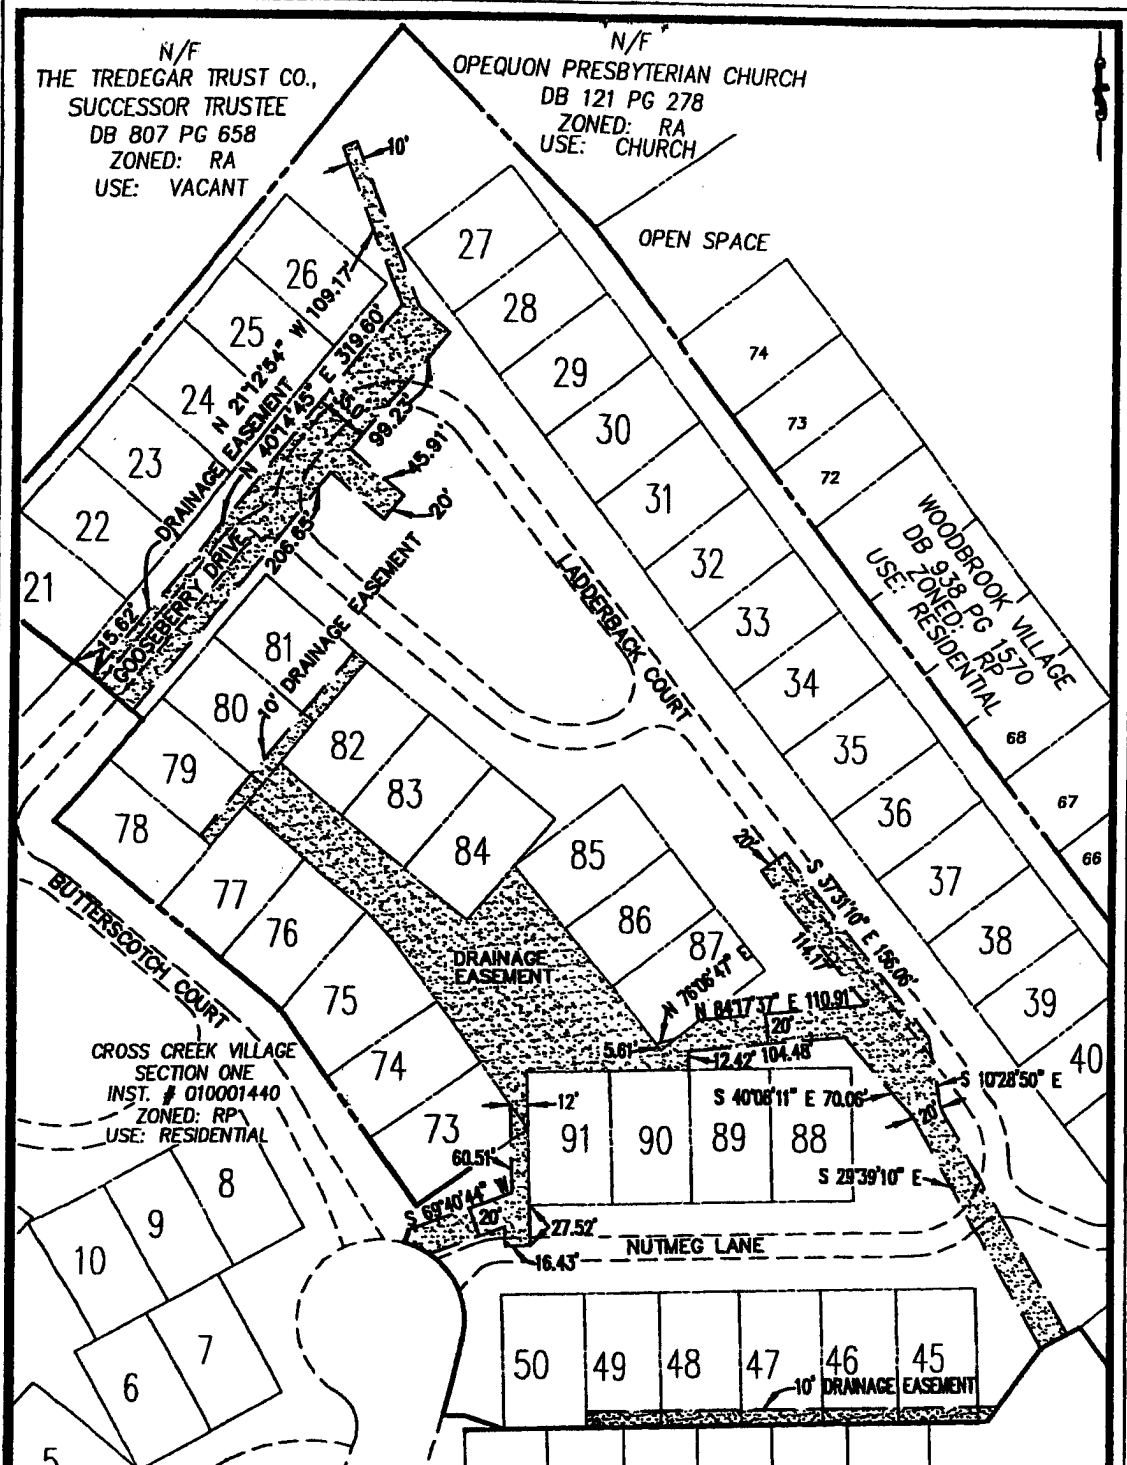 N/F
THE TREDEGAR TRUST CO.,
SUCCESSOR TRUSTEE
DB 807 PG 658
ZONED: RA
USE: VACANT
N/F
OPEQUON PRESBYTERIAN CHURCH
DB 121 PG 278
ZONED: RA
USE: CHURCH
10'
OPEN SPACE
27
28
29
30
31
32
33
34
35
36
37
38
39
40
26
25
24
23
22
21
N 21°12'54" W 109.17'
DRAINAGE EASEMENT
N 40°14'45" E 319.60'
99.23'
45.91'
20'
206.65'
GOOSEBERRY DRIVE
15.62'
10' DRAINAGE EASEMENT
LADDERBACK COURT
74
73
72
68
67
66
WOODBROOK VILLAGE
DB 938 PG 1570
ZONED: RP
USE: RESIDENTIAL
81
80
79
78
82
83
84
85
86
87
77
76
75
74
73
DRAINAGE
EASEMENT
BUTTERSCOTCH COURT
20'
S 37°31'10" E 156.06'
114.17'
N 76°06'47" E
N 84°17'37" E 110.91'
20'
5.61'
12.42'
104.48'
S 40°08'11" E 70.06'
S 10°28'50" E
20'
S 29°39'10" E
CROSS CREEK VILLAGE
SECTION ONE
INST. # 010001440
ZONED: RP
USE: RESIDENTIAL
12'
91
90
89
88
60.51'
S 69°40'44" W
20'
27.52'
16.43'
NUTMEG LANE
8
9
10
7
6
5
50
49
48
47
46
45
10' DRAINAGE EASEMENT